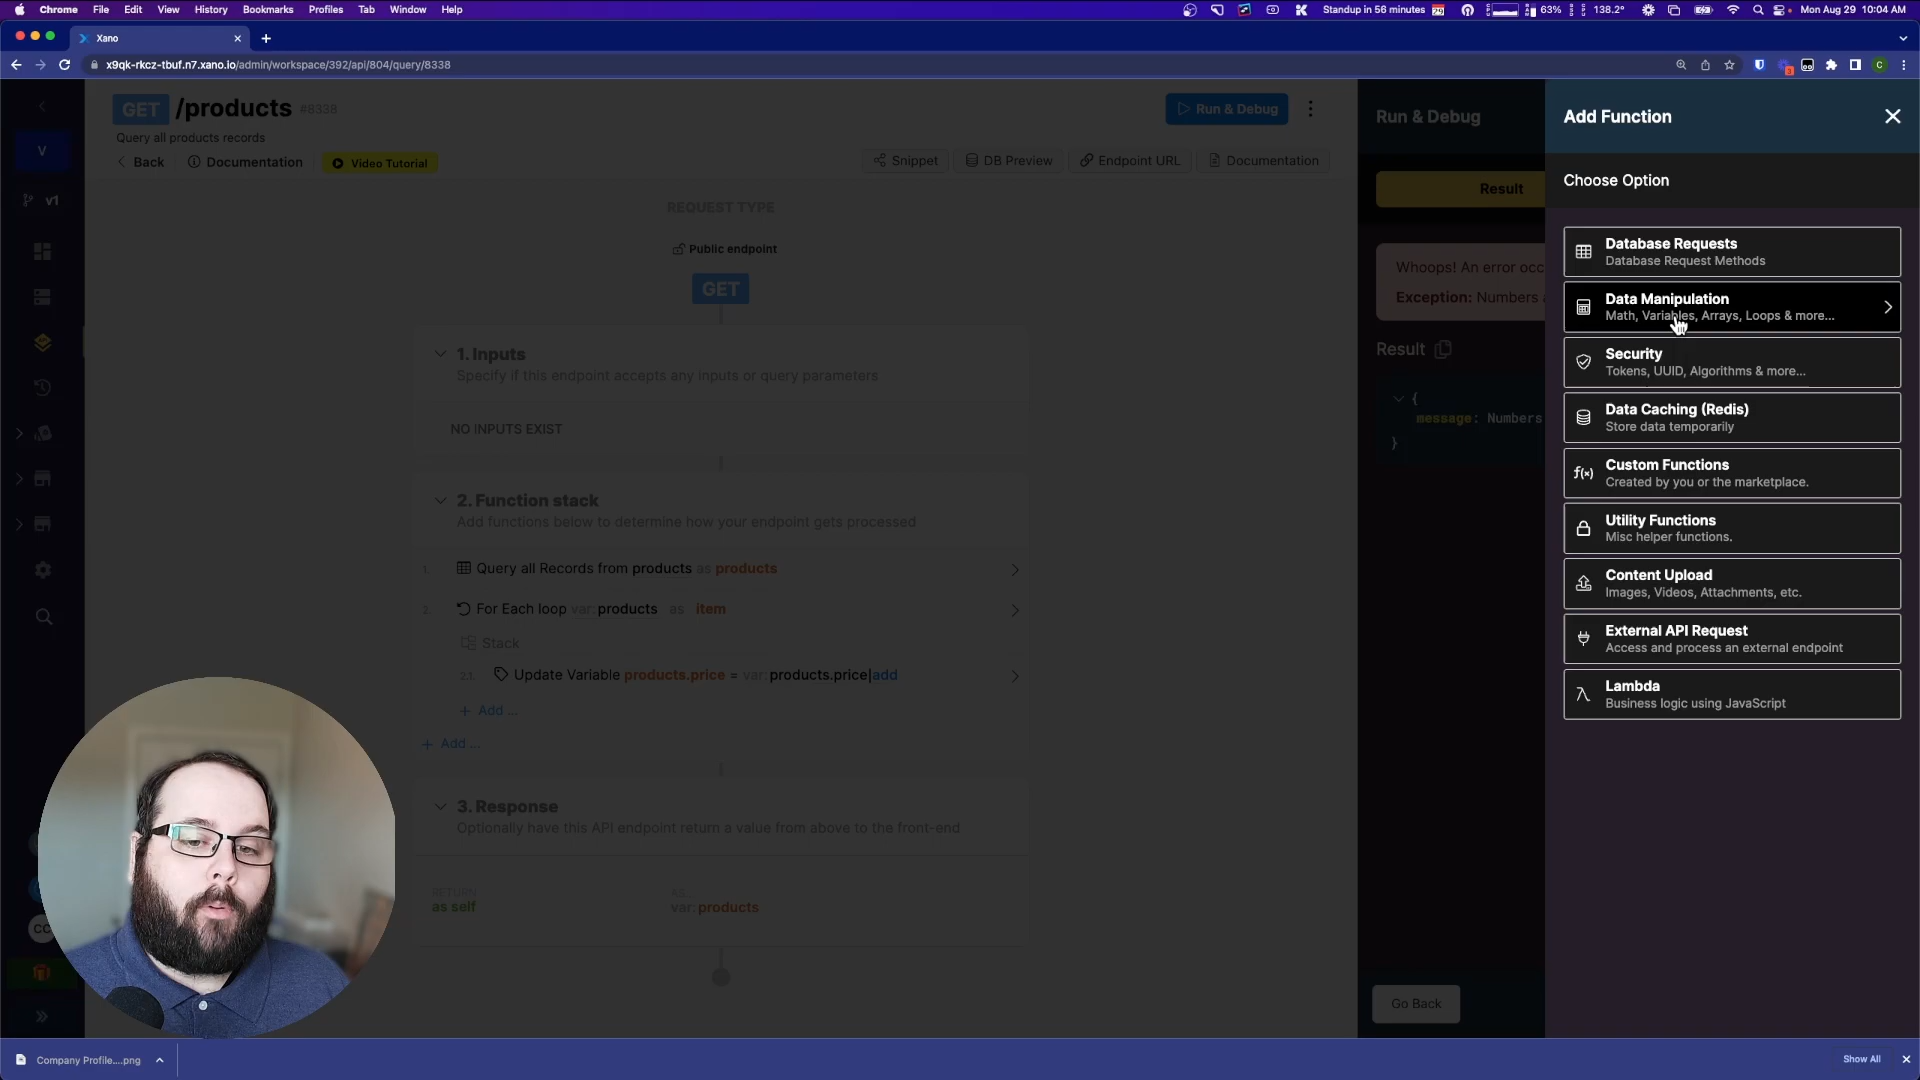 Chrome File Edit View History Bookmarks Profiles Tab Window Help
Standup in 56 minutes 63% 138.2° Mon Aug 29 10:04 AM
Xano
x9qk-rkcz-tbuf.n7.xano.io/admin/workspace/392/api/804/query/8338
GET /products #8338
Query all products records
Run & Debug
Back Documentation Video Tutorial
Snippet DB Preview Endpoint URL Documentation
V
v1
REQUEST TYPE
Public endpoint
GET
1. Inputs
Specify if this endpoint accepts any inputs or query parameters
NO INPUTS EXIST
2. Function stack
Add functions below to determine how your endpoint gets processed
1. Query all Records from products as products
2. For Each loop var: products as item
Stack
2.1. Update Variable products.price = var: products.price|add
+ Add ...
+ Add ...
3. Response
Optionally have this API endpoint return a value from above to the front-end
RETURN AS
as self var: products
CC
Run & Debug
Result
Whoops! An error occ
Exception: Numbers
Result
{
message: Numbers
}
Go Back
Add Function
Choose Option
Database Requests
Database Request Methods
Data Manipulation
Math, Variables, Arrays, Loops & more...
Security
Tokens, UUID, Algorithms & more...
Data Caching (Redis)
Store data temporarily
Custom Functions
Created by you or the marketplace.
Utility Functions
Misc helper functions.
Content Upload
Images, Videos, Attachments, etc.
External API Request
Access and process an external endpoint
Lambda
Business logic using JavaScript
Company Profile....png
Show All